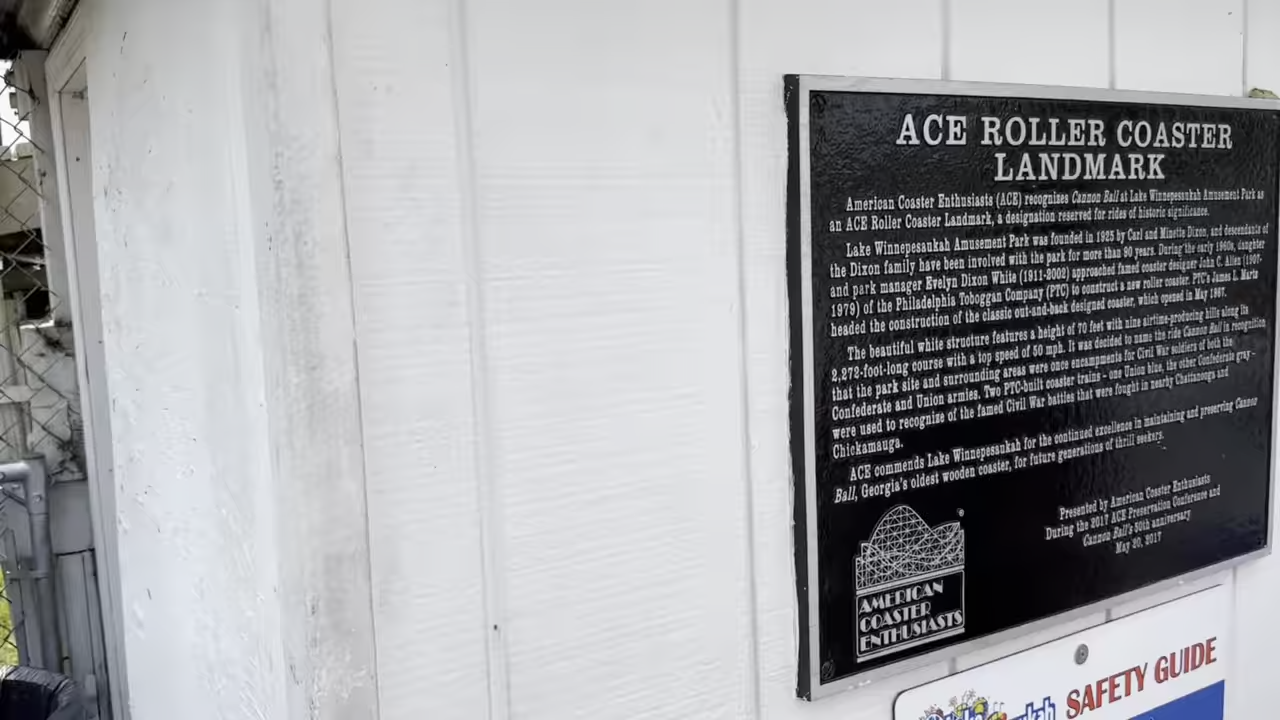 ACE ROLLER COASTER
LANDMARK
American Coaster Enthusiasts (ACE) recognizes Cannon Ball at Lake Winnepesaukah Amusement Park as
an ACE Roller Coaster Landmark, a designation reserved for rides of historic significance.
Lake Winnepesaukah Amusement Park was founded in 1925 by Carl and Minette Dixon, and descendants of
the Dixon family have been involved with the park for more than 90 years. During the early 1960s, daughter
and park manager Evelyn Dixon White (1911-2002) approached famed coaster designer John C. Allen (1907-
1979) of the Philadelphia Toboggan Company (PTC) to construct a new roller coaster. PTC's James L. Martz
headed the construction of the classic out-and-back designed coaster, which opened in May 1967.
The beautiful white structure features a height of 70 feet with nine airtime-producing hills along its
2,272-foot-long course with a top speed of 50 mph. It was decided to name the ride Cannon Ball in recognition
that the park site and surrounding areas were once encampments for Civil War soldiers of both the
Confederate and Union armies. Two PTC-built coaster trains – one Union blue, the other Confederate gray –
were used to recognize of the famed Civil War battles that were fought in nearby Chattanooga and
Chickamauga.
ACE commends Lake Winnepesaukah for the continued excellence in maintaining and preserving Cannon
Ball, Georgia's oldest wooden coaster, for future generations of thrill seekers.
Presented by American Coaster Enthusiasts
During the 2017 ACE Preservation Conference and
Cannon Ball's 50th anniversary
May 20, 2017
AMERICAN
COASTER
ENTHUSIASTS
SAFETY GUIDE